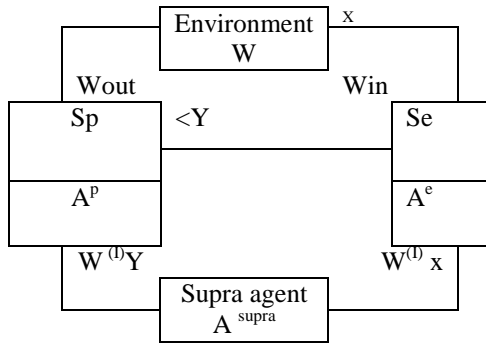 Environment
W
x
Wout
Win
Sp
<Y
Se
A^p
A^e
W^(I)Y
W^(I) x
Supra agent
A^supra